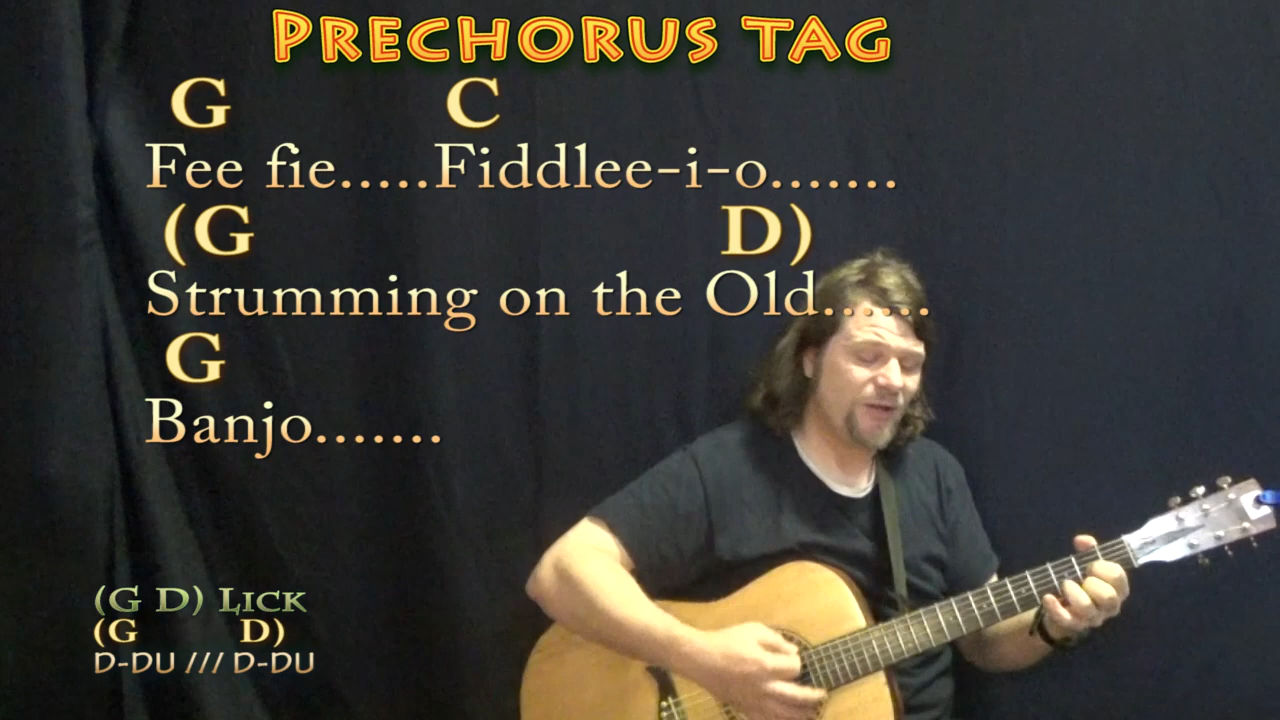 PRECHORUS TAG
G C
Fee fie.....Fiddlee-i-o.......
(G D)
Strumming on the Old......
G
Banjo.......
(G D) LICK
(G D)
D-DU /// D-DU